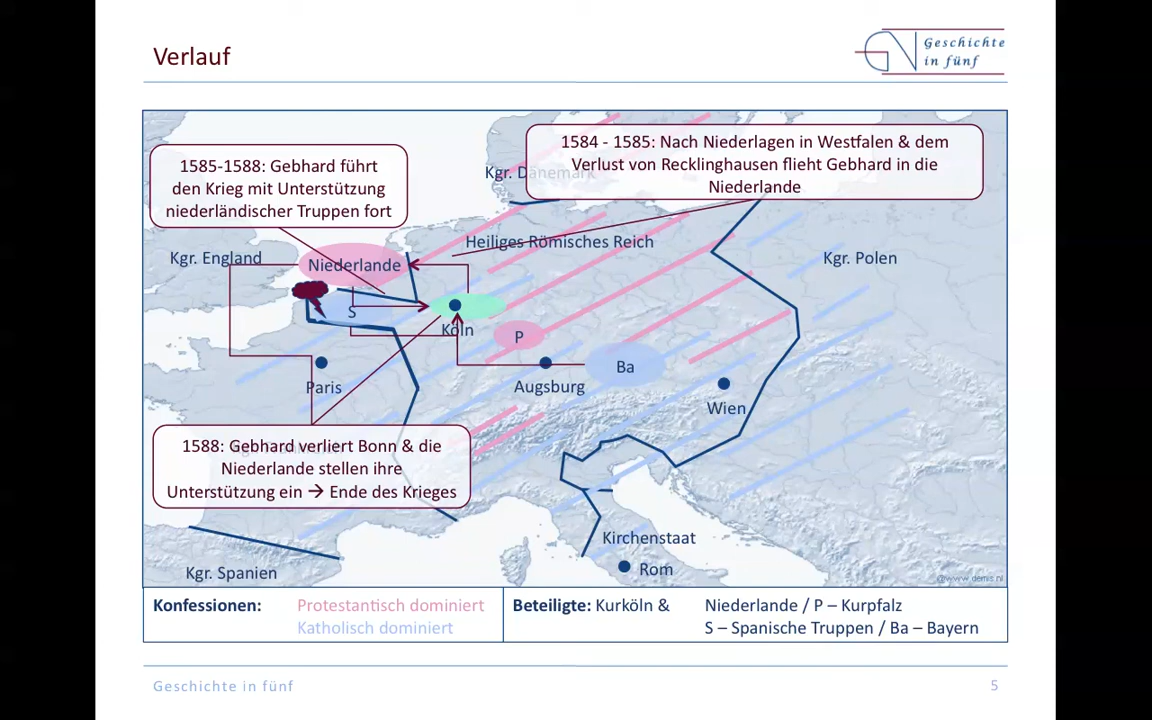 Verlauf
Geschichte
in fünf
1584 - 1585: Nach Niederlagen in Westfalen & dem
Verlust von Recklinghausen flieht Gebhard in die
Niederlande
1585-1588: Gebhard führt
den Krieg mit Unterstützung
niederländischer Truppen fort
Kgr. Dänemark
Heiliges Römisches Reich
Kgr. England
Niederlande
Kgr. Polen
S
Köln
P
Ba
Paris
Augsburg
Wien
1588: Gebhard verliert Bonn & die
Niederlande stellen ihre
Unterstützung ein → Ende des Krieges
Kirchenstaat
Rom
Kgr. Spanien
©www.demis.nl
Konfessionen: Protestantisch dominiert
Katholisch dominiert
Beteiligte: Kurköln & Niederlande / P – Kurpfalz
S – Spanische Truppen / Ba – Bayern
Geschichte in fünf
5